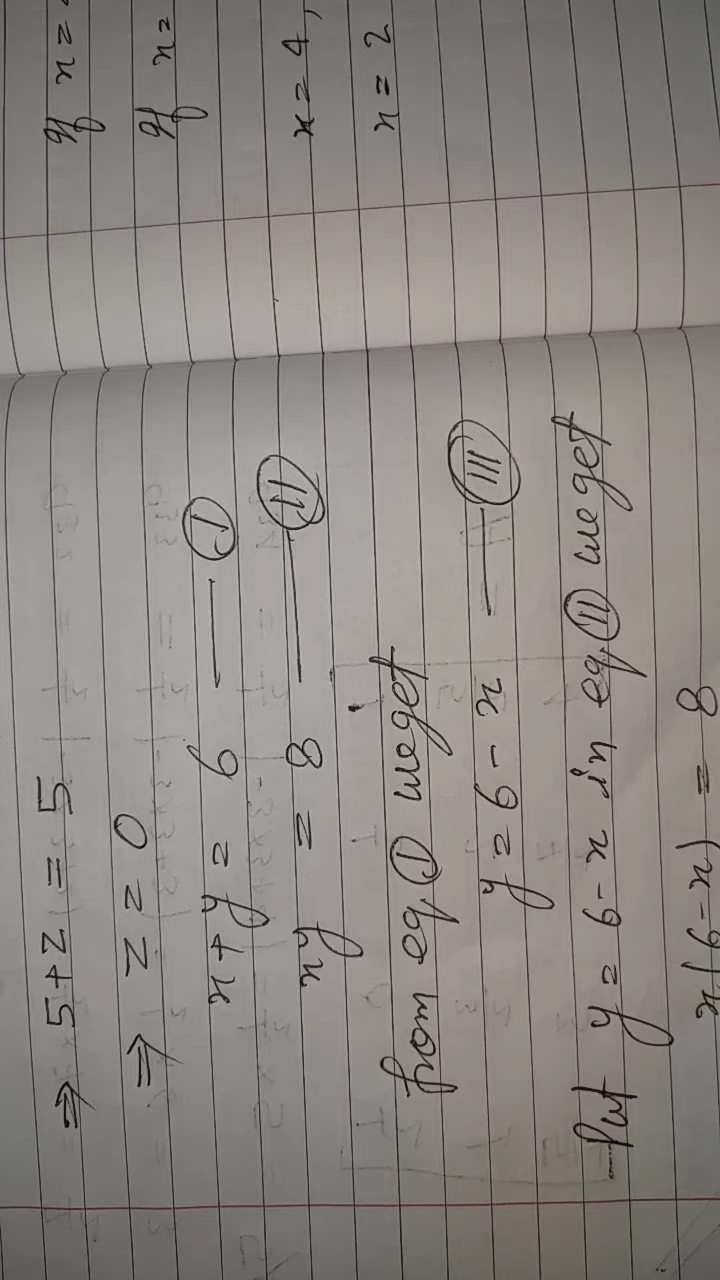 ⇒ 5+z = 5
⇒ z = 0
x+y = 6 — Ⓘ
xy = 8 — Ⓘ Ⓘ
from eq. Ⓘ we get
y = 6 - x — (III)
Put y = 6 - x in eq. (II) we get
x(6-x) = 8
If x =
If x =
x = 4,
x = 2